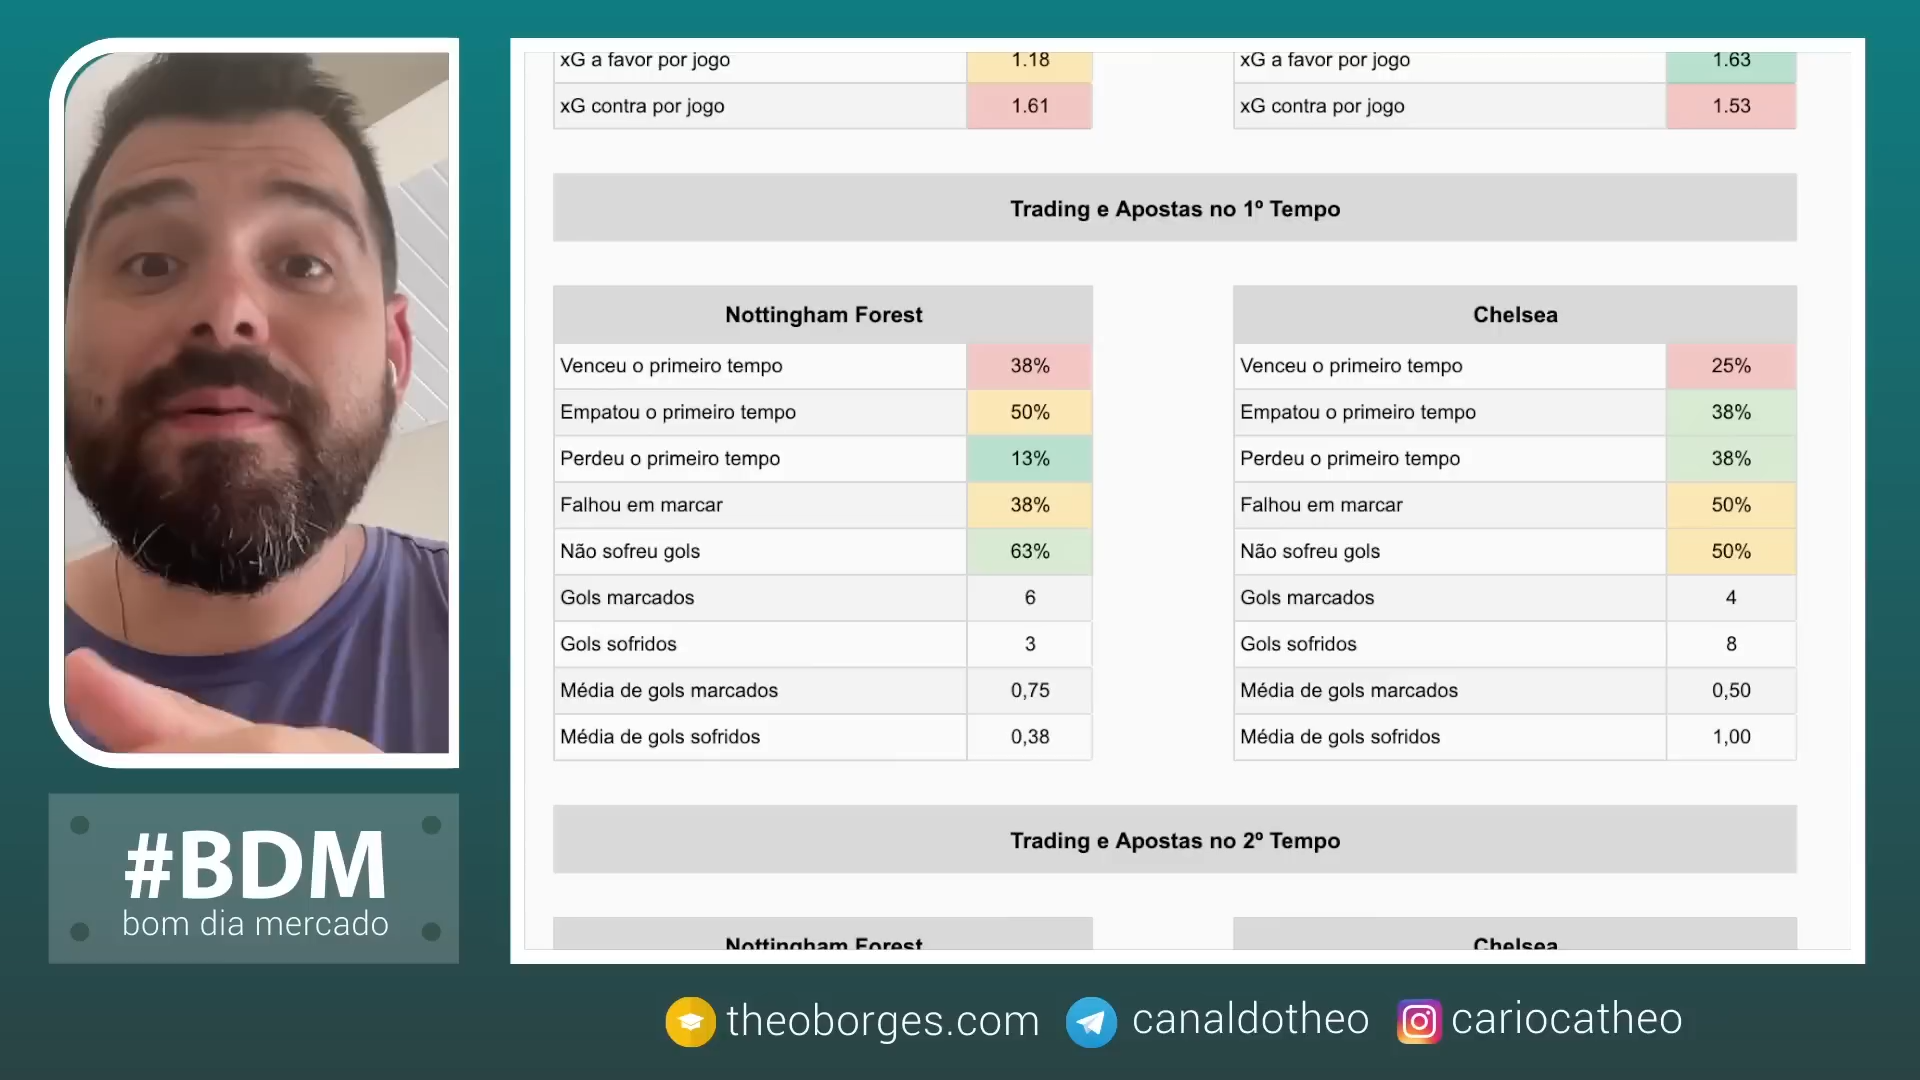 xG a favor por jogo 1.18 xG a favor por jogo 1.63
xG contra por jogo 1.61 xG contra por jogo 1.53
Trading e Apostas no 1º Tempo
Nottingham Forest Chelsea
Venceu o primeiro tempo 38% Venceu o primeiro tempo 25%
Empatou o primeiro tempo 50% Empatou o primeiro tempo 38%
Perdeu o primeiro tempo 13% Perdeu o primeiro tempo 38%
Falhou em marcar 38% Falhou em marcar 50%
Não sofreu gols 63% Não sofreu gols 50%
Gols marcados 6 Gols marcados 4
Gols sofridos 3 Gols sofridos 8
Média de gols marcados 0,75 Média de gols marcados 0,50
Média de gols sofridos 0,38 Média de gols sofridos 1,00
Trading e Apostas no 2º Tempo
Nottingham Forest Chelsea
#BDM
bom dia mercado
theoborges.com canaldotheo cariocatheo